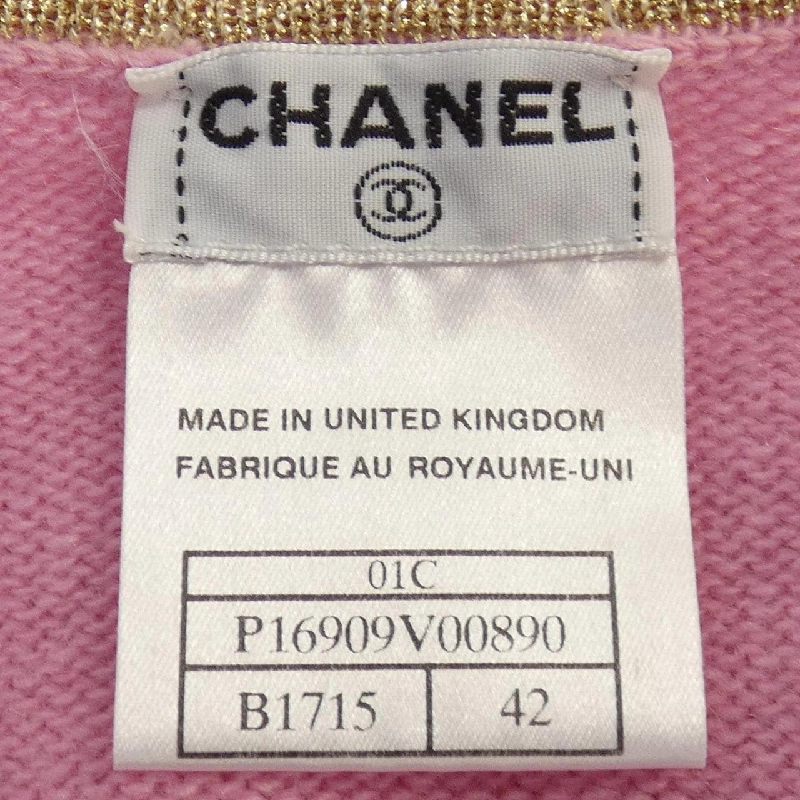 CHANEL
MADE IN UNITED KINGDOM
FABRIQUE AU ROYAUME-UNI
01C
P16909V00890
B1715 42